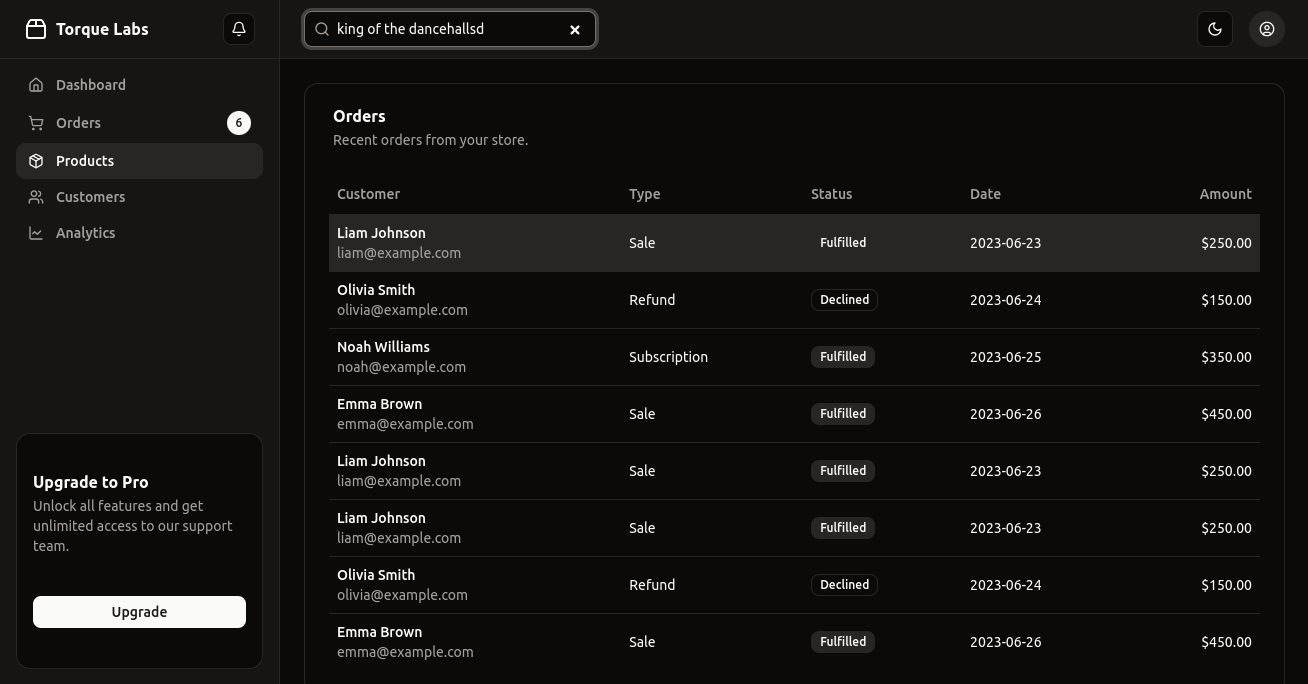 Torque Labs
king of the dancehallsd
Dashboard
Orders
6
Products
Customers
Analytics
Upgrade to Pro
Unlock all features and get
unlimited access to our support
team.
Upgrade
Orders
Recent orders from your store.
Customer Type Status Date Amount
Liam Johnson
liam@example.com
Sale Fulfilled 2023-06-23 $250.00
Olivia Smith
olivia@example.com
Refund Declined 2023-06-24 $150.00
Noah Williams
noah@example.com
Subscription Fulfilled 2023-06-25 $350.00
Emma Brown
emma@example.com
Sale Fulfilled 2023-06-26 $450.00
Liam Johnson
liam@example.com
Sale Fulfilled 2023-06-23 $250.00
Liam Johnson
liam@example.com
Sale Fulfilled 2023-06-23 $250.00
Olivia Smith
olivia@example.com
Refund Declined 2023-06-24 $150.00
Emma Brown
emma@example.com
Sale Fulfilled 2023-06-26 $450.00